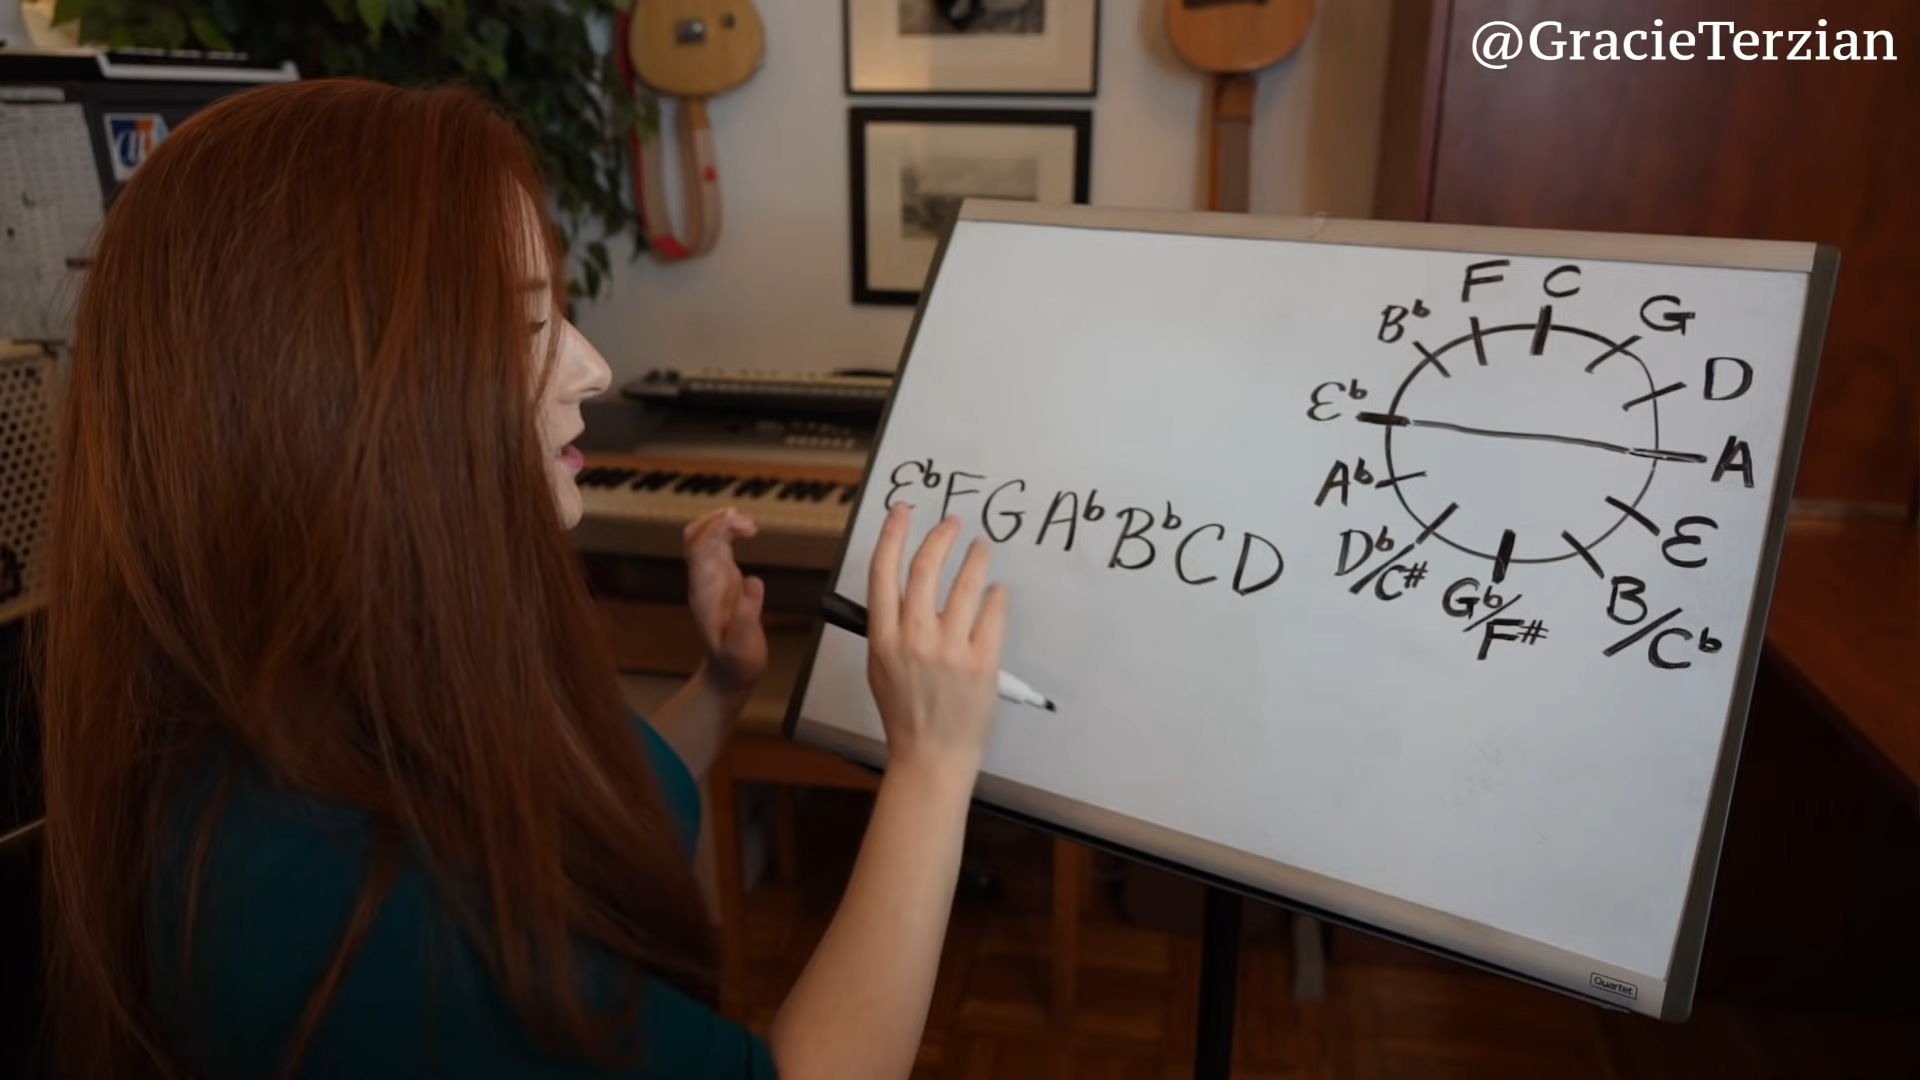 @GracieTerzian
F C G D A E B/C♭ G♭/F# D♭/C# A♭ E♭ B♭
E♭ F G A♭ B♭ C D
Quartet